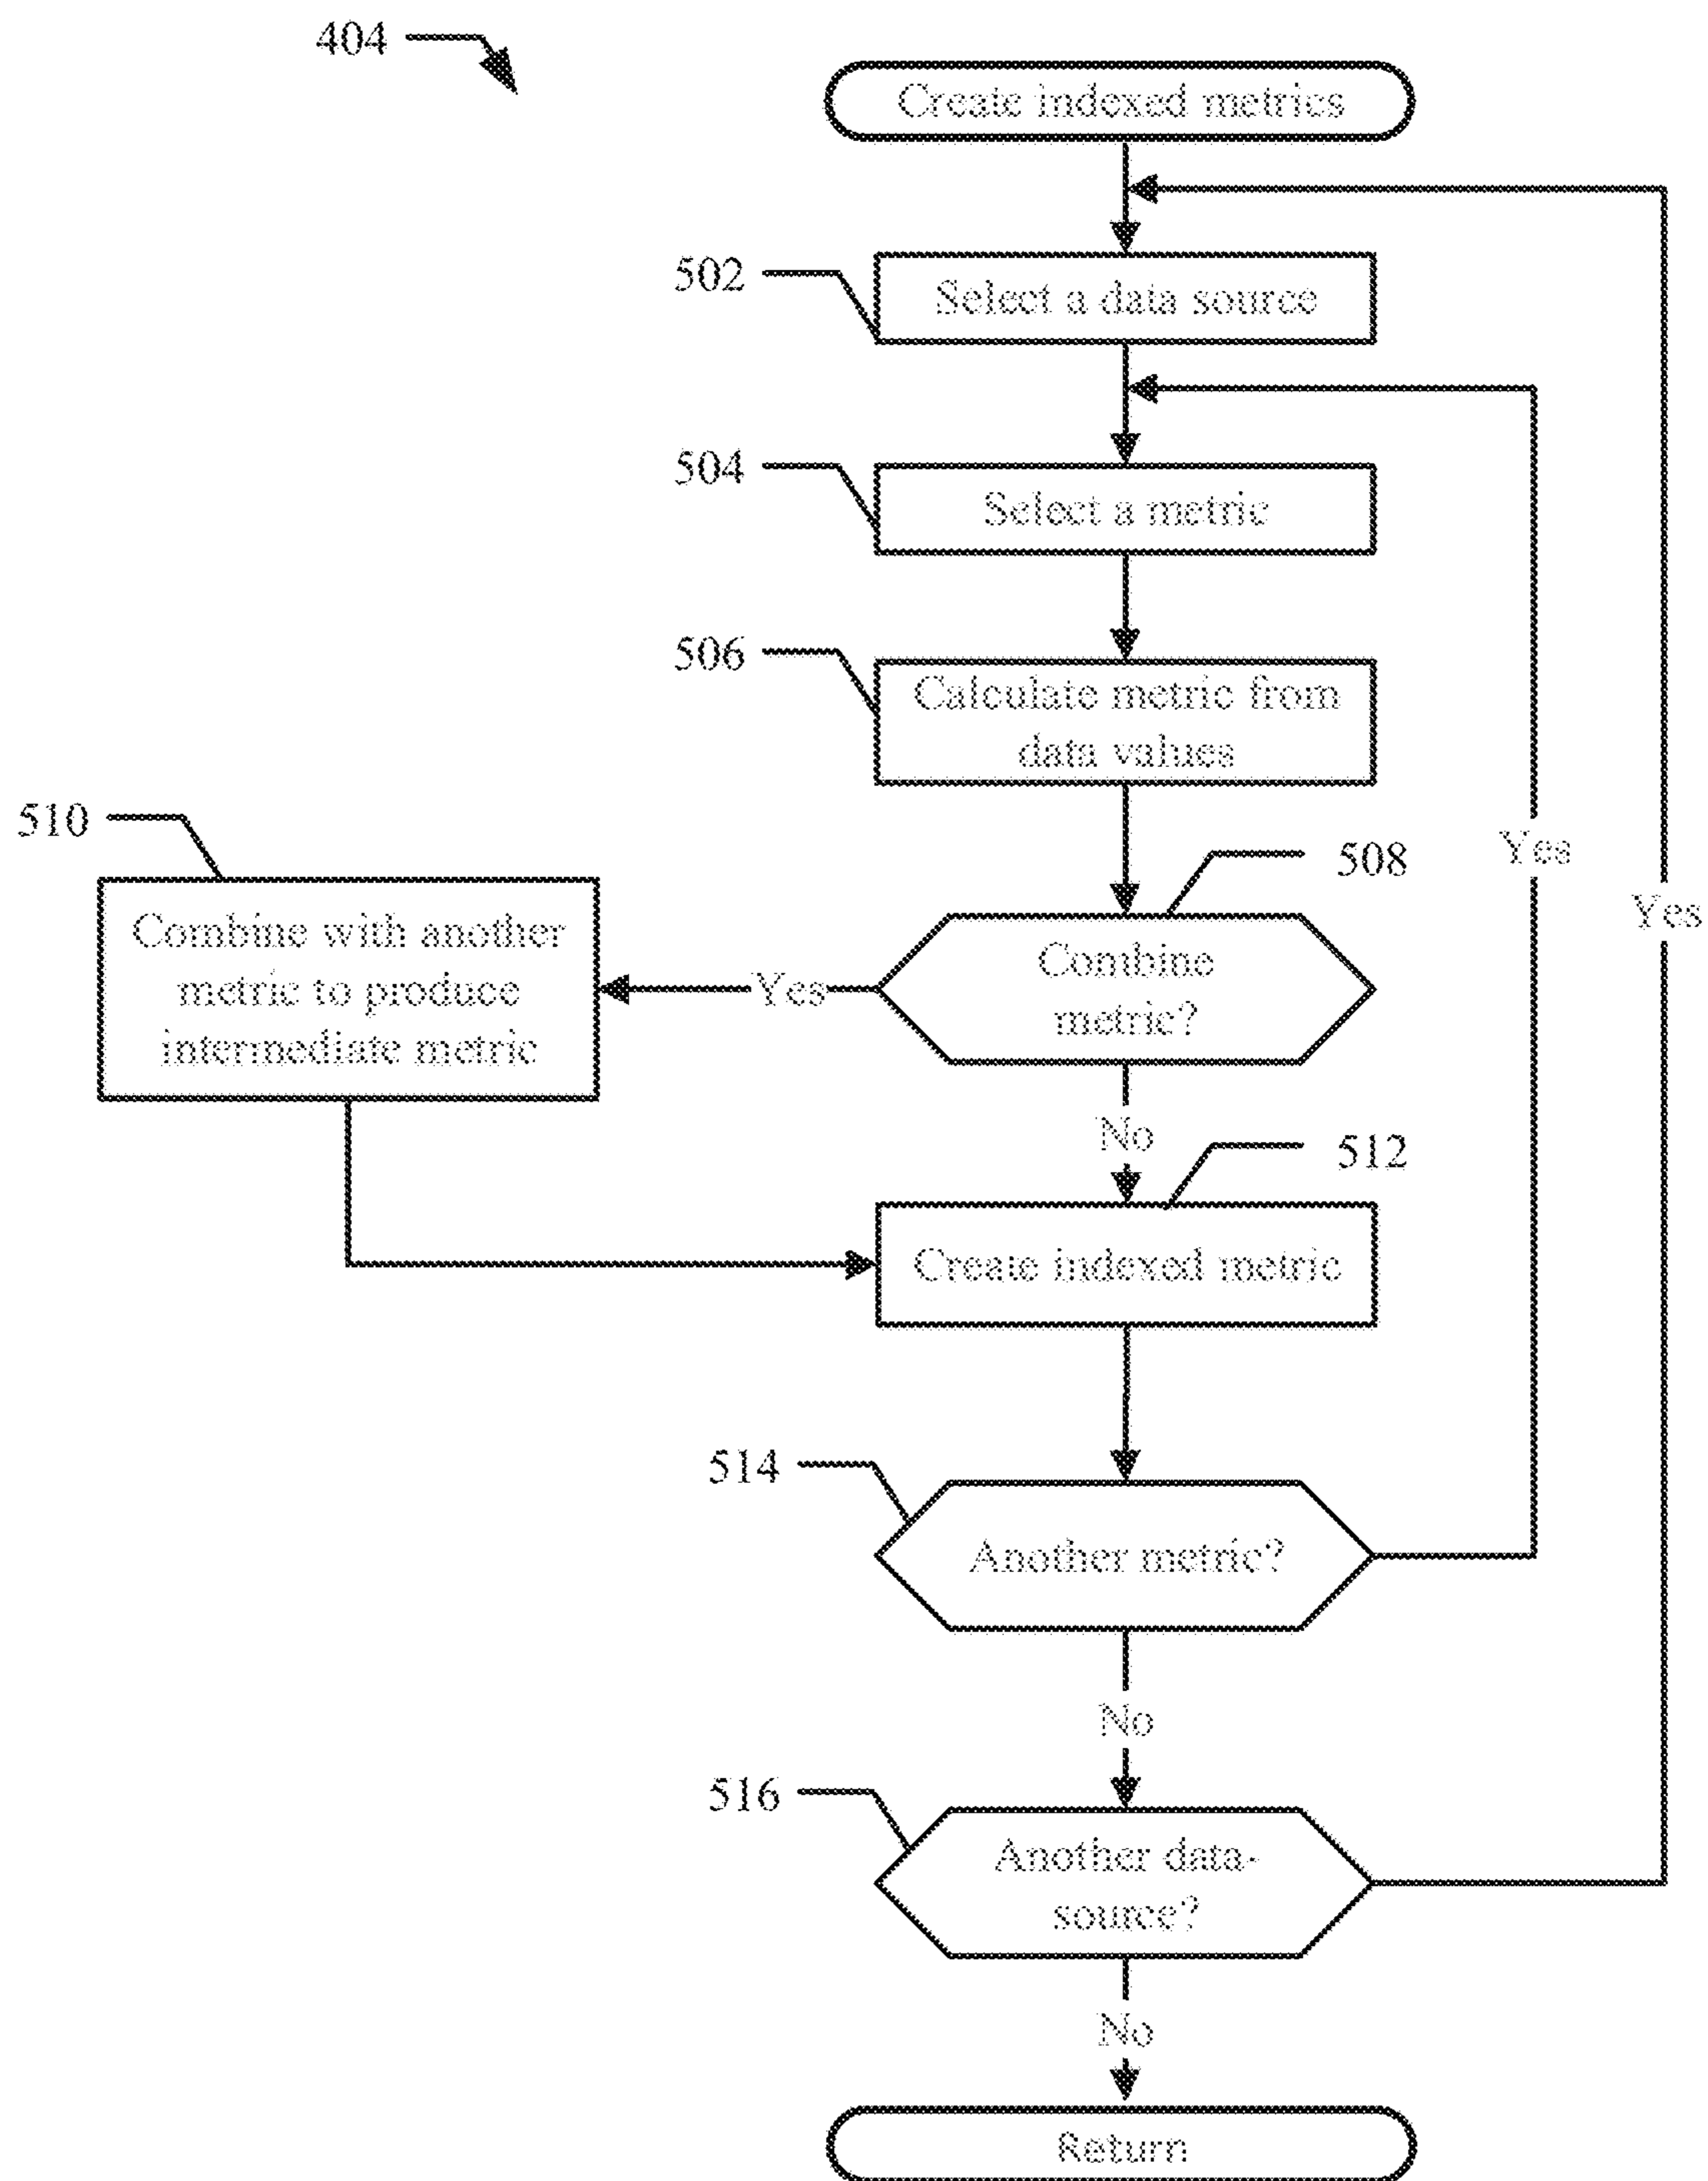 404
Create indexed metrics
502
Select a data source
504
Select a metric
506
Calculate metric from
data values
510
508
Yes
Yes
Combine with another
metric to produce
intermediate metric
Yes
Combine
metric?
No
512
Create indexed metric
514
Another metric?
No
516
Another data-
source?
No
Return